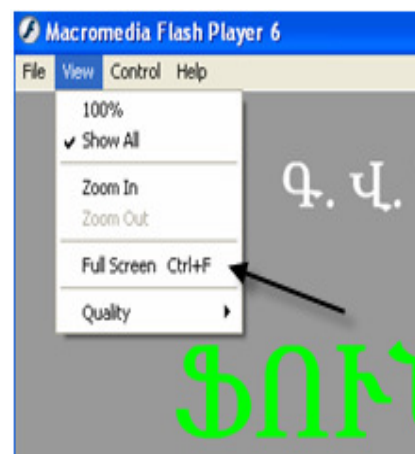 Macromedia Flash Player 6
File View Control Help
100%
Show All
Zoom In
Zoom Out
Full Screen Ctrl+F
Quality
Գ. Վ.
ՖՈՒ